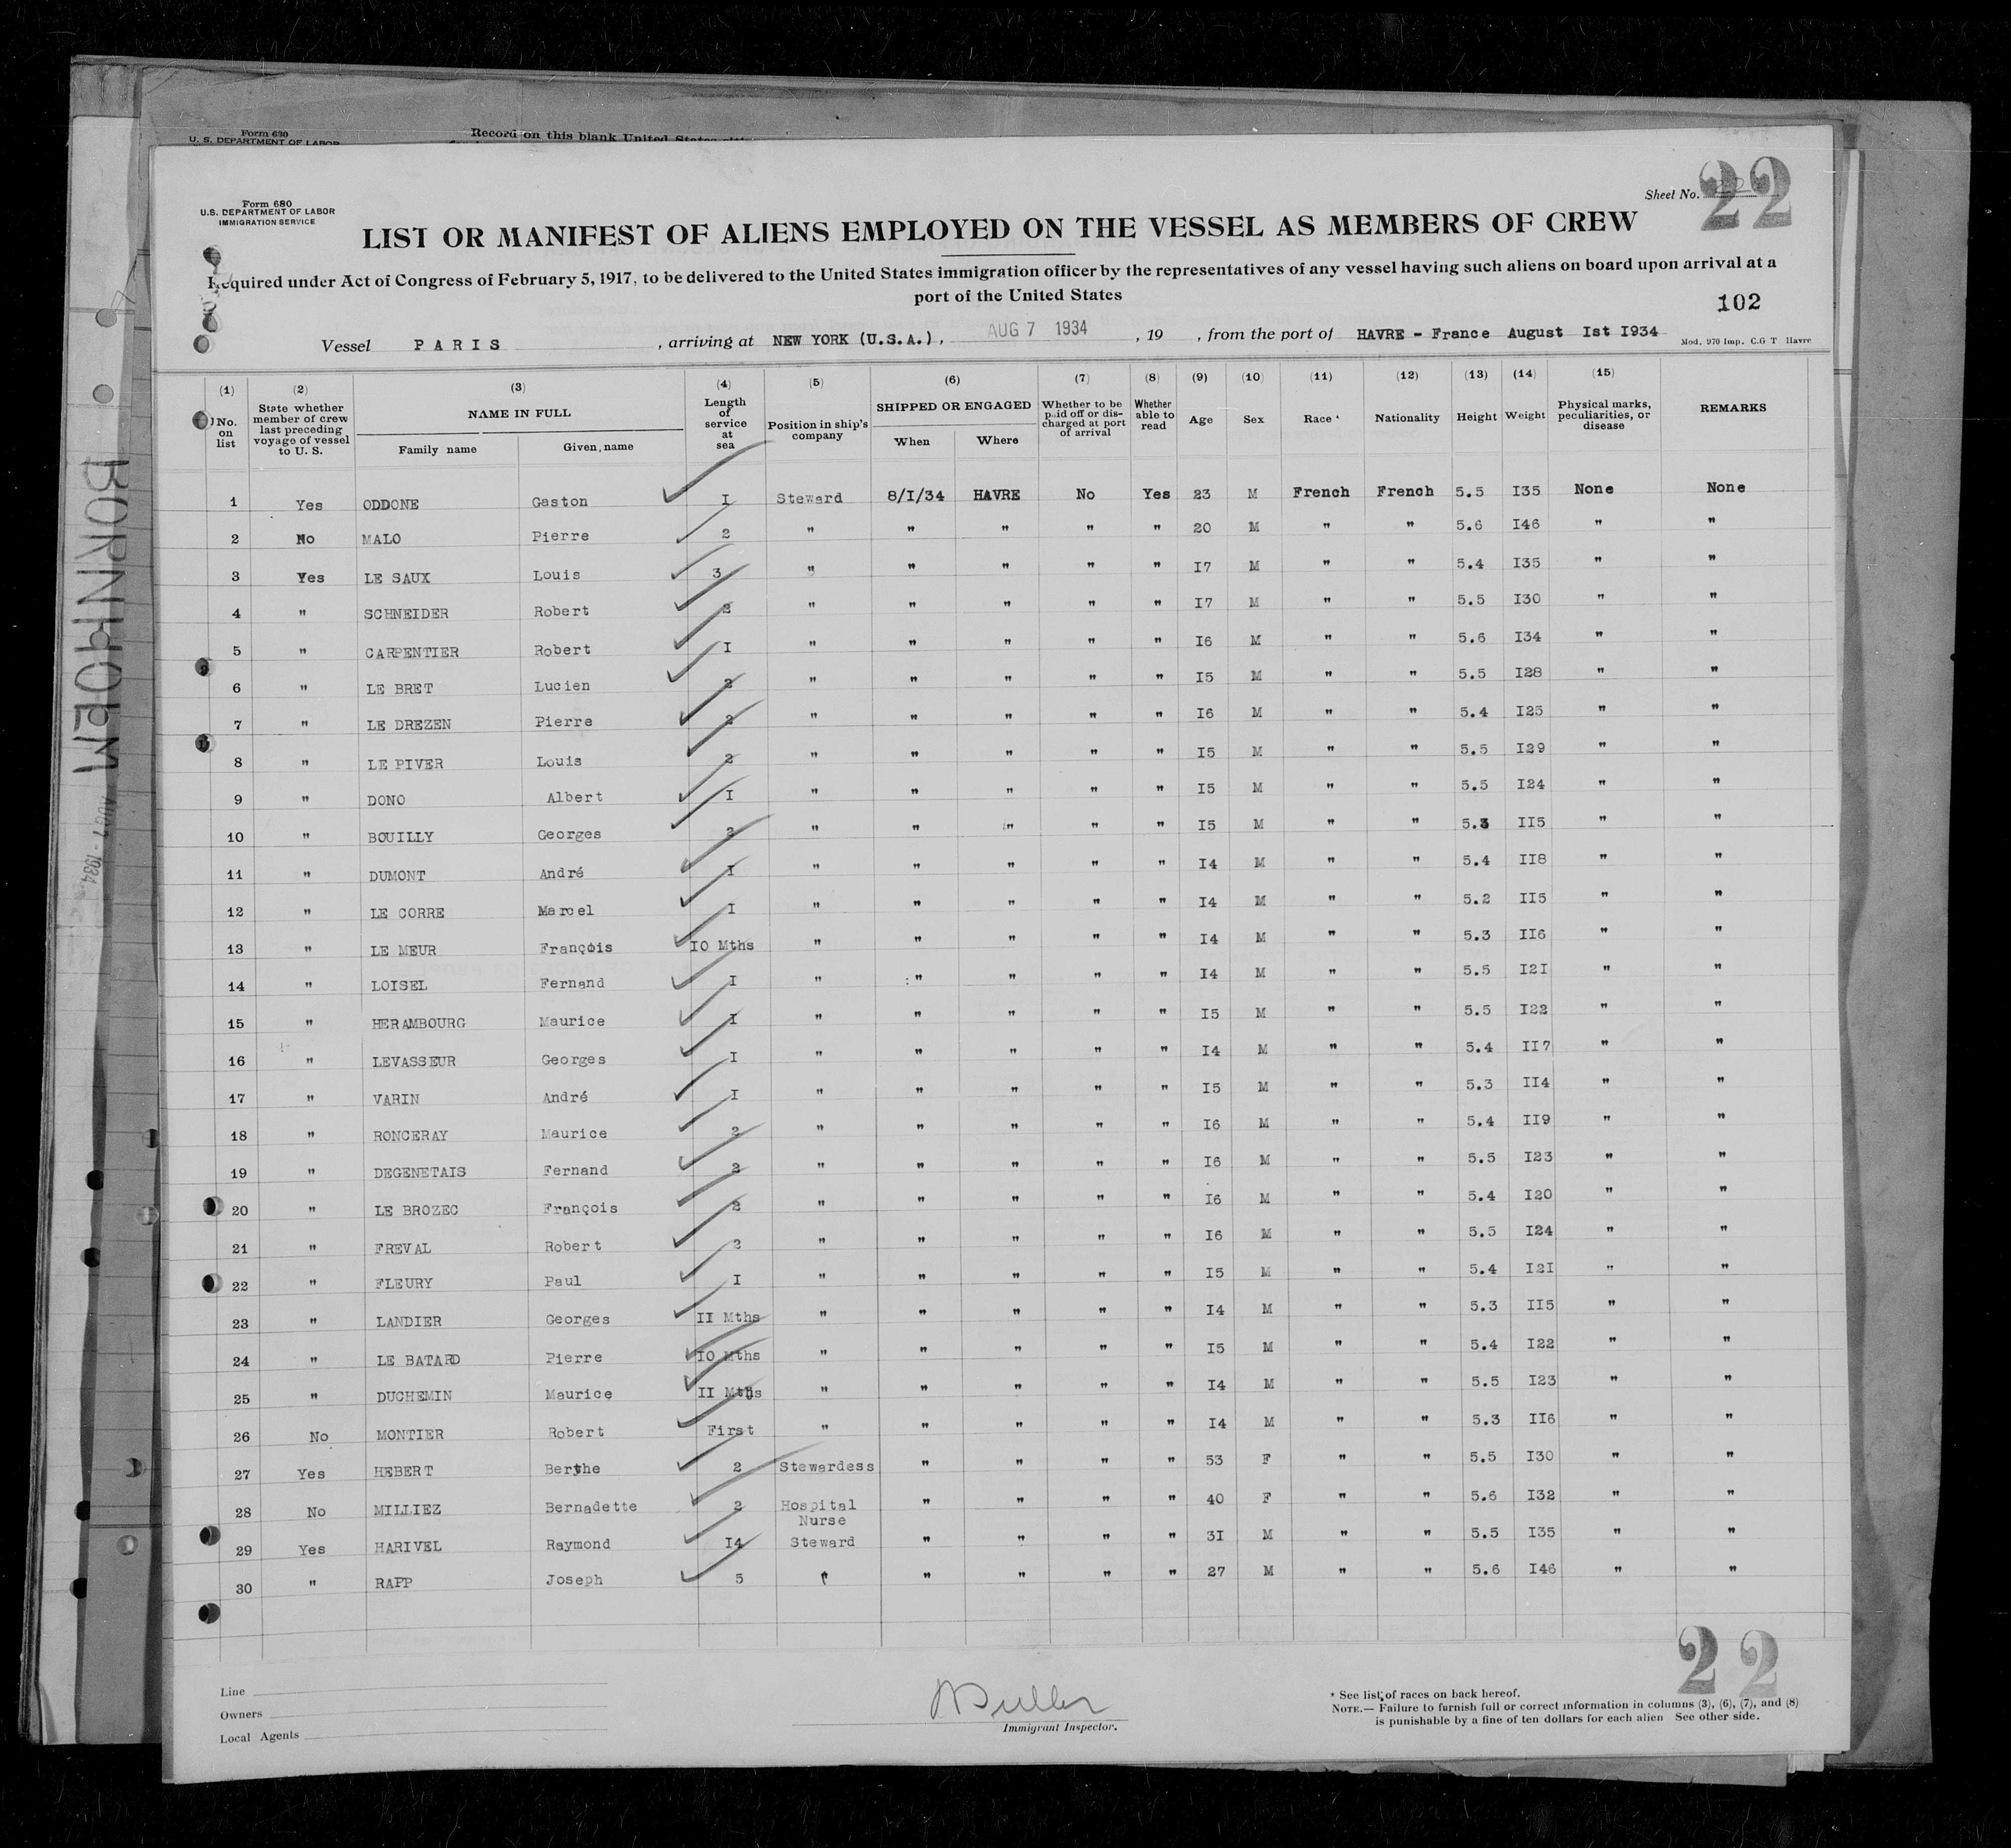 Form 630
U. S. DEPARTMENT OF LABOR
Record on this blank United States
BORNHOEM
AUG 7 - 1934
Form 680
U.S. DEPARTMENT OF LABOR
IMMIGRATION SERVICE
Sheet No. 22
22
LIST OR MANIFEST OF ALIENS EMPLOYED ON THE VESSEL AS MEMBERS OF CREW
Required under Act of Congress of February 5, 1917, to be delivered to the United States immigration officer by the representatives of any vessel having such aliens on board upon arrival at a
port of the United States
102
Vessel PARIS, arriving at NEW YORK (U.S.A.), AUG 7 1934, 19 , from the port of HAVRE - France August Ist I934
Mod. 970 Imp. C.G T Havre
(1) (2) (3) (4) (5) (6) (7) (8) (9) (10) (11) (12) (13) (14) (15)
No. on list State whether member of crew last preceding voyage of vessel to U. S. NAME IN FULL Family name Given name Length of service at sea Position in ship's company SHIPPED OR ENGAGED When Where Whether to be paid off or discharged at port of arrival Whether able to read Age Sex Race * Nationality Height Weight Physical marks, peculiarities, or disease REMARKS
1 Yes ODDONE Gaston I Steward 8/I/34 HAVRE No Yes 23 M French French 5.5 I35 None None
2 No MALO Pierre 2 " " " " " 20 M " " 5.6 I46 " "
3 Yes LE SAUX Louis 3 " " " " " I7 M " " 5.4 I35 " "
4 " SCHNEIDER Robert 2 " " " " " I7 M " " 5.5 I30 " "
5 " CARPENTIER Robert I " " " " " I6 M " " 5.6 I34 " "
6 " LE BRET Lucien 2 " " " " " I5 M " " 5.5 I28 " "
7 " LE DREZEN Pierre 2 " " " " " I6 M " " 5.4 I25 " "
8 " LE PIVER Louis 2 " " " " " I5 M " " 5.5 I29 " "
9 " DONO Albert I " " " " " I5 M " " 5.5 I24 " "
10 " BOUILLY Georges 2 " " " " " I5 M " " 5.3 II5 " "
11 " DUMONT André I " " " " " I4 M " " 5.4 II8 " "
12 " LE CORRE Marcel I " " " " " I4 M " " 5.2 II5 " "
13 " LE MEUR François IO Mths " " " " " I4 M " " 5.3 II6 " "
14 " LOISEL Fernand I " " " " " I4 M " " 5.5 I2I " "
15 " HERAMBOURG Maurice I " " " " " I5 M " " 5.5 I22 " "
16 " LEVASSEUR Georges I " " " " " I4 M " " 5.4 II7 " "
17 " VARIN André I " " " " " I5 M " " 5.3 II4 " "
18 " RONCERAY Maurice 2 " " " " " I6 M " " 5.4 II9 " "
19 " DEGENETAIS Fernand 2 " " " " " I6 M " " 5.5 I23 " "
20 " LE BROZEC François 2 " " " " " I6 M " " 5.4 I20 " "
21 " FREVAL Robert 2 " " " " " I6 M " " 5.5 I24 " "
22 " FLEURY Paul I " " " " " I5 M " " 5.4 I2I " "
23 " LANDIER Georges II Mths " " " " " I4 M " " 5.3 II5 " "
24 " LE BATARD Pierre IO Mths " " " " " I5 M " " 5.4 I22 " "
25 " DUCHEMIN Maurice II Mths " " " " " I4 M " " 5.5 I23 " "
26 No MONTIER Robert First " " " " " I4 M " " 5.3 II6 " "
27 Yes HEBERT Berthe 2 Stewardess " " " " 53 F " " 5.5 I30 " "
28 No MILLIEZ Bernadette 2 Hospital Nurse " " " " 40 F " " 5.6 I32 " "
29 Yes HARIVEL Raymond I4 Steward " " " " 3I M " " 5.5 I35 " "
30 " RAPP Joseph 5 " " " " " 27 M " " 5.6 I46 " "
22
Line
Owners
Local Agents
Immigrant Inspector.
* See list of races on back hereof.
NOTE.— Failure to furnish full or correct information in columns (3), (6), (7), and (8)
is punishable by a fine of ten dollars for each alien See other side.